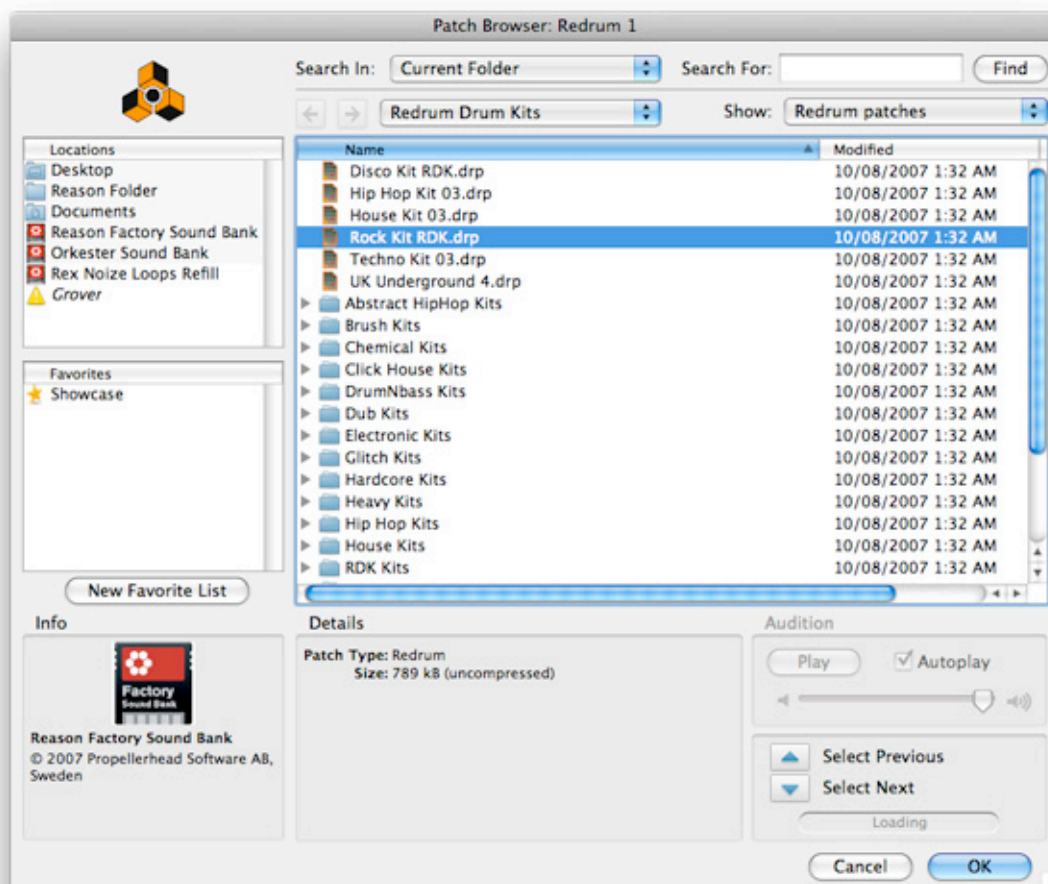 Patch Browser: Redrum 1
Search In: Current Folder Search For: Find
Redrum Drum Kits Show: Redrum patches
Locations
Desktop
Reason Folder
Documents
Reason Factory Sound Bank
Orkester Sound Bank
Rex Noize Loops Refill
Grover
Favorites
Showcase
New Favorite List
Name Modified
Disco Kit RDK.drp 10/08/2007 1:32 AM
Hip Hop Kit 03.drp 10/08/2007 1:32 AM
House Kit 03.drp 10/08/2007 1:32 AM
Rock Kit RDK.drp 10/08/2007 1:32 AM
Techno Kit 03.drp 10/08/2007 1:32 AM
UK Underground 4.drp 10/08/2007 1:32 AM
Abstract HipHop Kits 10/08/2007 1:32 AM
Brush Kits 10/08/2007 1:32 AM
Chemical Kits 10/08/2007 1:32 AM
Click House Kits 10/08/2007 1:32 AM
DrumNbass Kits 10/08/2007 1:32 AM
Dub Kits 10/08/2007 1:32 AM
Electronic Kits 10/08/2007 1:32 AM
Glitch Kits 10/08/2007 1:32 AM
Hardcore Kits 10/08/2007 1:32 AM
Heavy Kits 10/08/2007 1:32 AM
Hip Hop Kits 10/08/2007 1:32 AM
House Kits 10/08/2007 1:32 AM
RDK Kits 10/08/2007 1:32 AM
Info
Factory
Sound Bank
Reason Factory Sound Bank
© 2007 Propellerhead Software AB,
Sweden
Details
Patch Type: Redrum
Size: 789 kB (uncompressed)
Audition
Play Autoplay
Select Previous
Select Next
Loading
Cancel OK